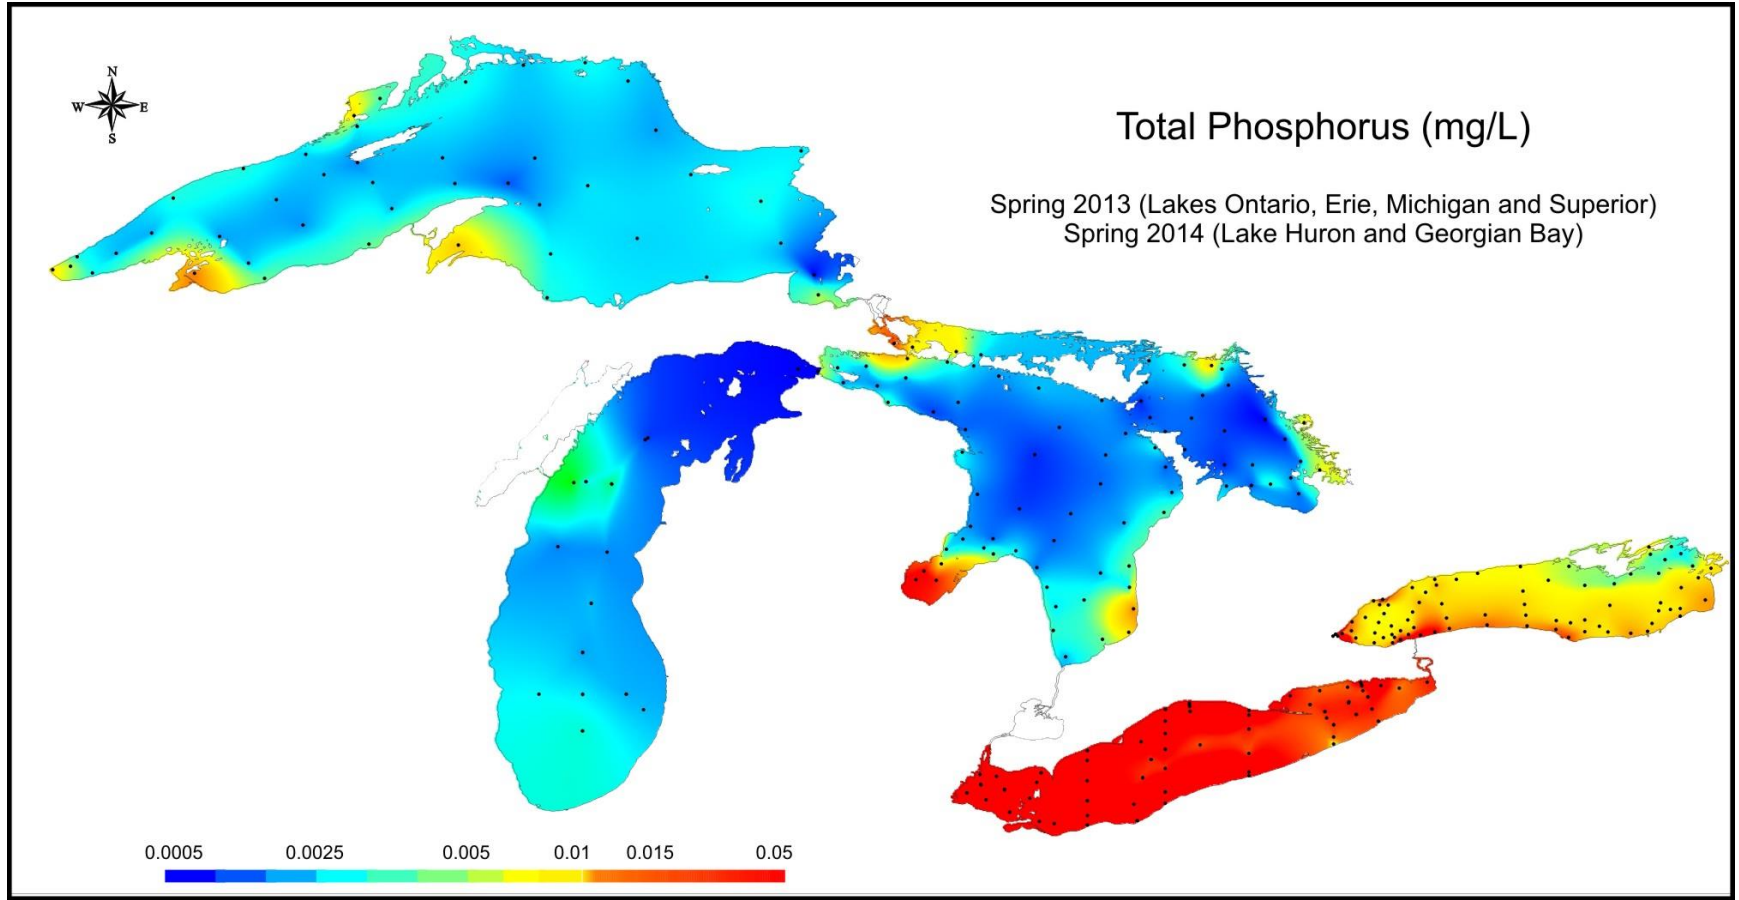 N
W E
S
Total Phosphorus (mg/L)
Spring 2013 (Lakes Ontario, Erie, Michigan and Superior)
Spring 2014 (Lake Huron and Georgian Bay)
0.0005 0.0025 0.005 0.01 0.015 0.05